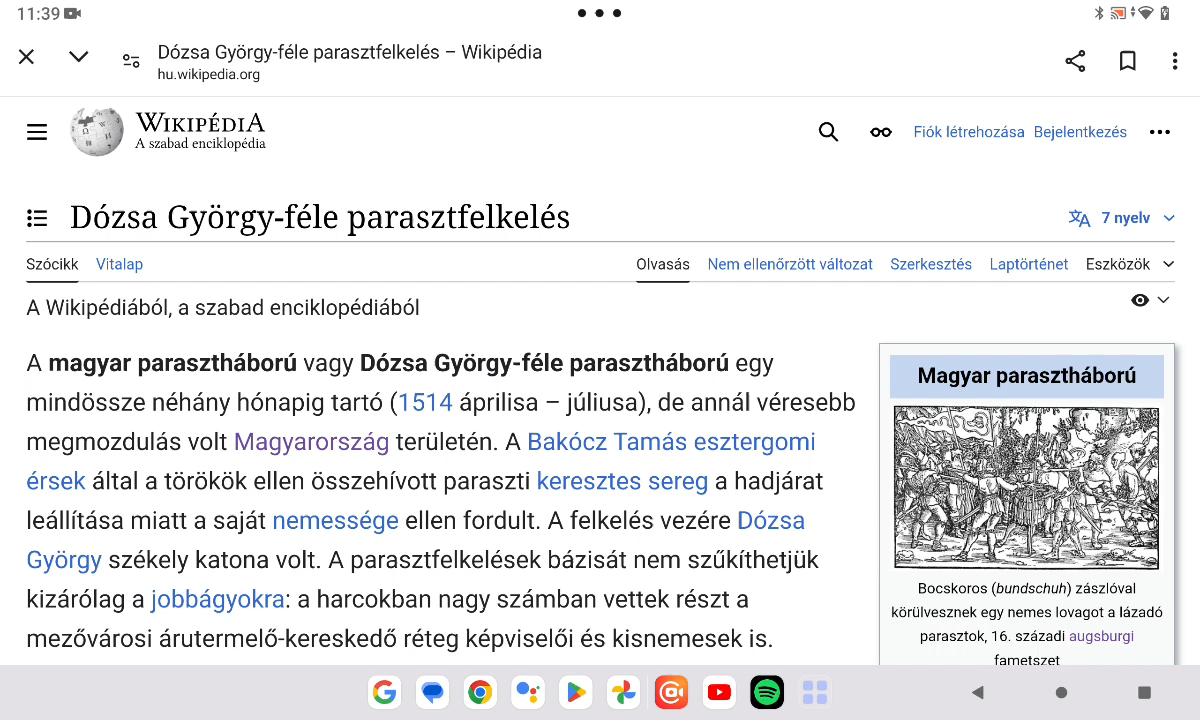 11:39
Dózsa György-féle parasztfelkelés – Wikipédia
hu.wikipedia.org
WIKIPÉDIA
A szabad enciklopédia
Fiók létrehozása Bejelentkezés
Dózsa György-féle parasztfelkelés
7 nyelv
Szócikk Vitalap
Olvasás Nem ellenőrzött változat Szerkesztés Laptörténet Eszközök
A Wikipédiából, a szabad enciklopédiából
A magyar parasztháború vagy Dózsa György-féle parasztháború egy
mindössze néhány hónapig tartó (1514 áprilisa – júliusa), de annál véresebb
megmozdulás volt Magyarország területén. A Bakócz Tamás esztergomi
érsek által a törökök ellen összehívott paraszti keresztes sereg a hadjárat
leállítása miatt a saját nemessége ellen fordult. A felkelés vezére Dózsa
György székely katona volt. A parasztfelkelések bázisát nem szűkíthetjük
kizárólag a jobbágyokra: a harcokban nagy számban vettek részt a
mezővárosi árutermelő-kereskedő réteg képviselői és kisnemesek is.
Magyar parasztháború
Bocskoros (bundschuh) zászlóval
körülvesznek egy nemes lovagot a lázadó
parasztok, 16. századi augsburgi
fametszet